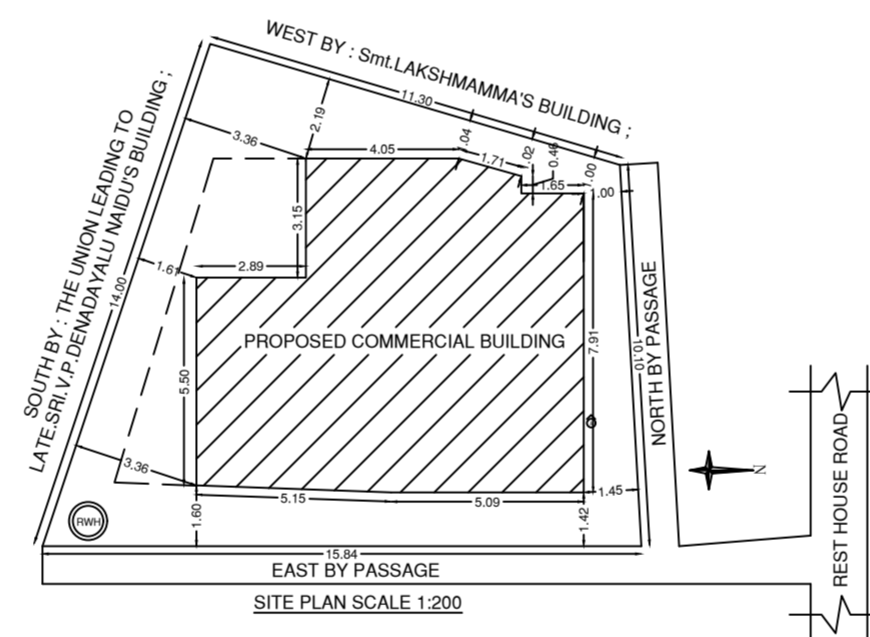 WEST BY : Smt.LAKSHMAMMA'S BUILDING ;
11.30
SOUTH BY : THE UNION LEADING TO
LATE.SRI.V.P.DENADAYALU NAIDU'S BUILDING ;
14.00
3.36
2.19
4.05
.04
1.71
.02
0.46
1.65
1.00
1.00
3.15
2.89
1.61
PROPOSED COMMERCIAL BUILDING
5.50
7.91
10.10
NORTH BY PASSAGE
N
REST HOUSE ROAD
3.36
RWH
1.60
5.15
5.09
1.45
1.42
15.84
EAST BY PASSAGE
SITE PLAN SCALE 1:200